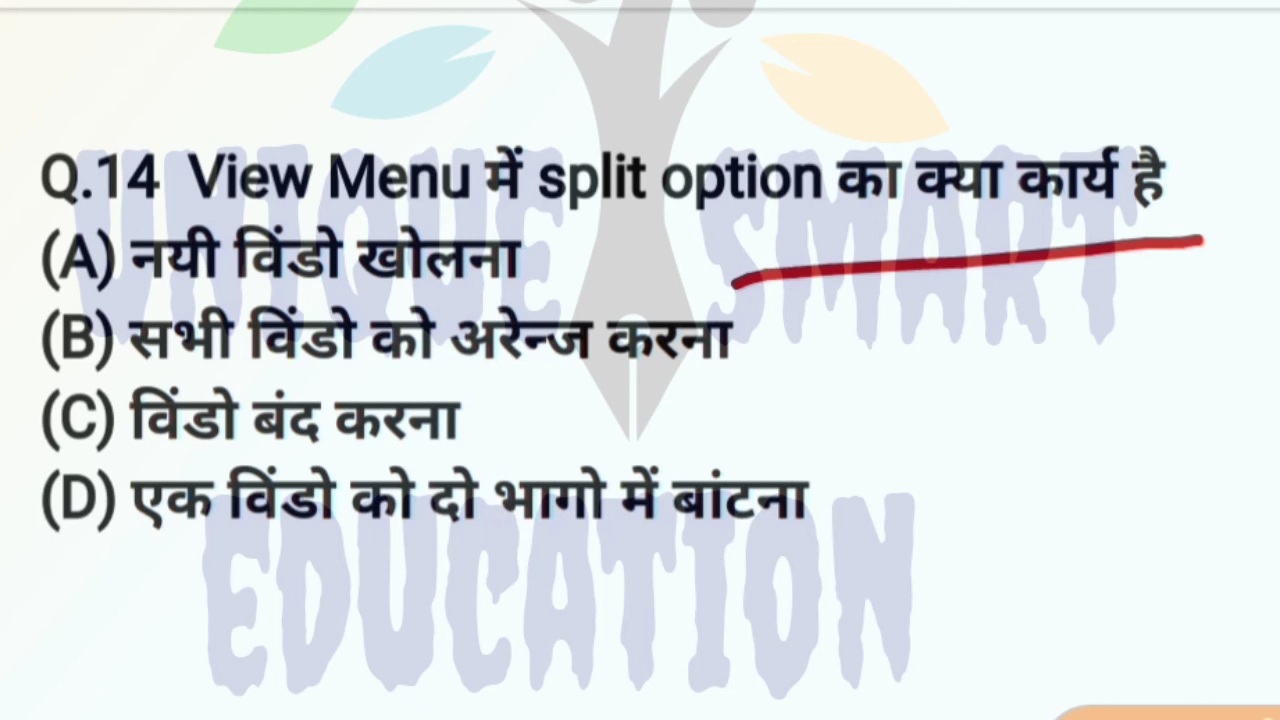 Q.14 View Menu में split option का क्या कार्य है
(A) नयी विंडो खोलना
(B) सभी विंडो को अरेन्ज करना
(C) विंडो बंद करना
(D) एक विंडो को दो भागो में बांटना
UNIQUE SMART
EDUCATION